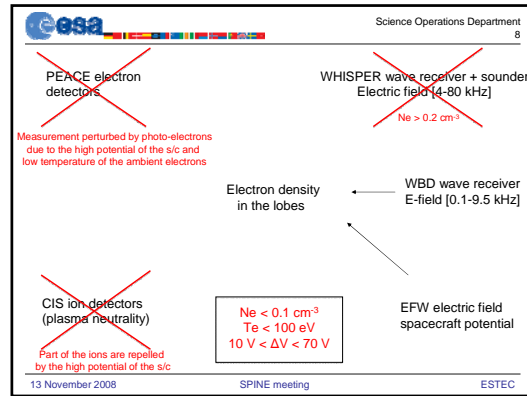 esa
Science Operations Department
8
PEACE electron
detectors
Measurement perturbed by photo-electrons
due to the high potential of the s/c and
low temperature of the ambient electrons
WHISPER wave receiver + sounder
Electric field [4-80 kHz]
Ne > 0.2 cm-3
Electron density
in the lobes
WBD wave receiver
E-field [0.1-9.5 kHz]
CIS ion detectors
(plasma neutrality)
Part of the ions are repelled
by the high potential of the s/c
Ne < 0.1 cm-3
Te < 100 eV
10 V < ΔV < 70 V
EFW electric field
spacecraft potential
13 November 2008
SPINE meeting
ESTEC